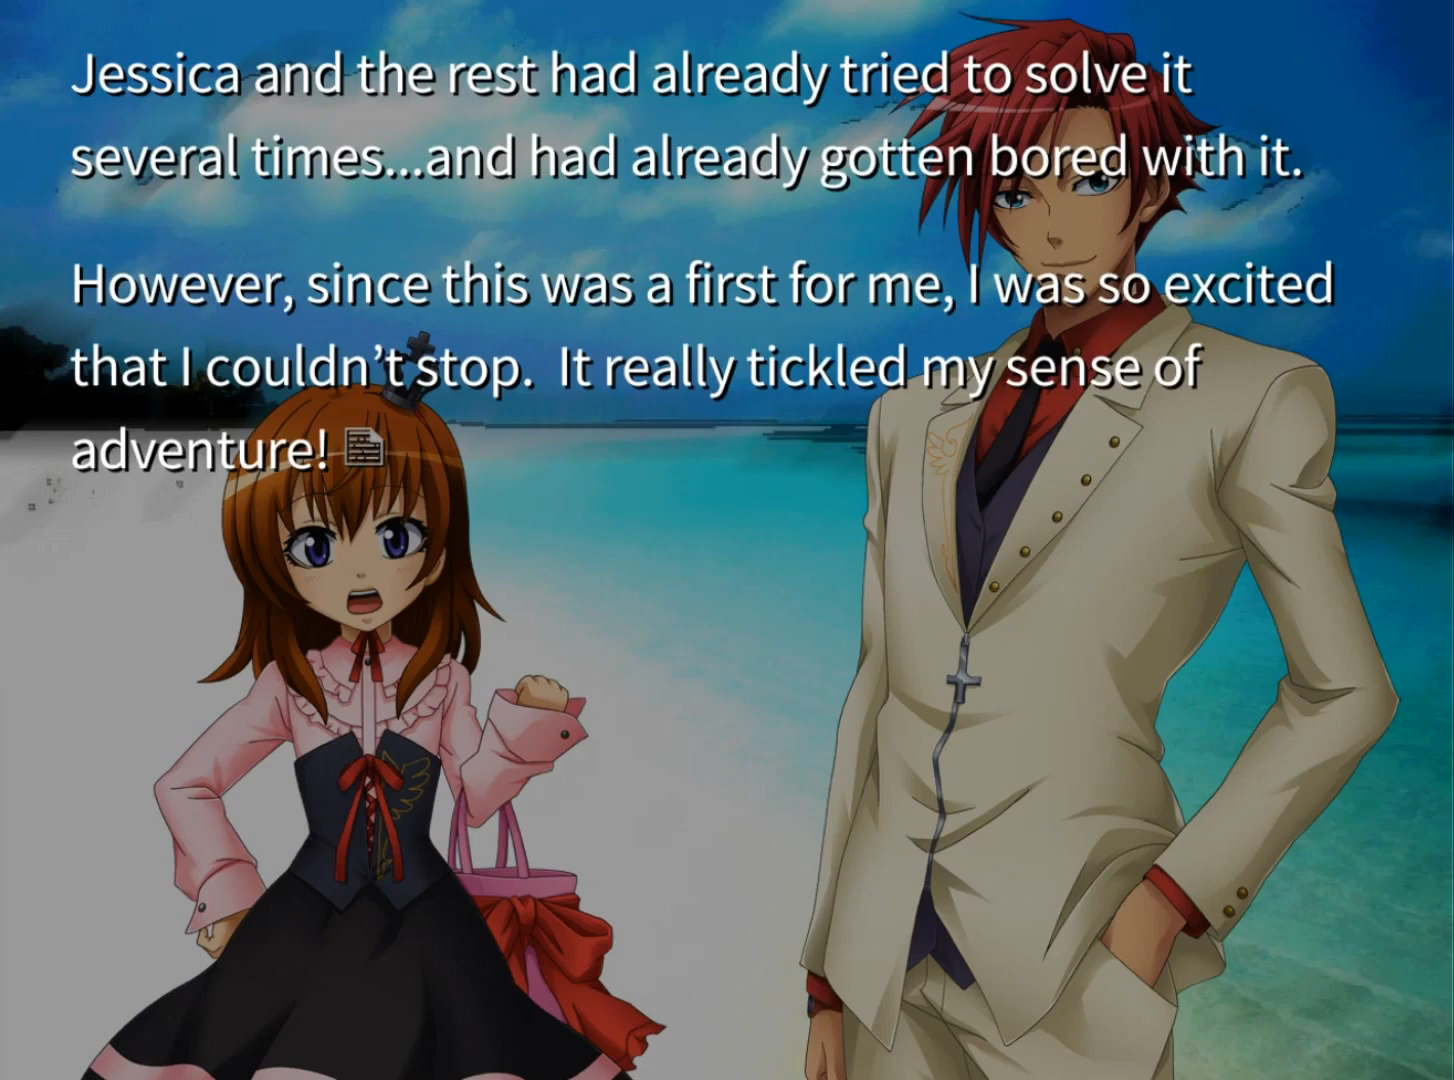 Jessica and the rest had already tried to solve it
several times...and had already gotten bored with it.
However, since this was a first for me, I was so excited
that I couldn’t stop.  It really tickled my sense of
adventure!